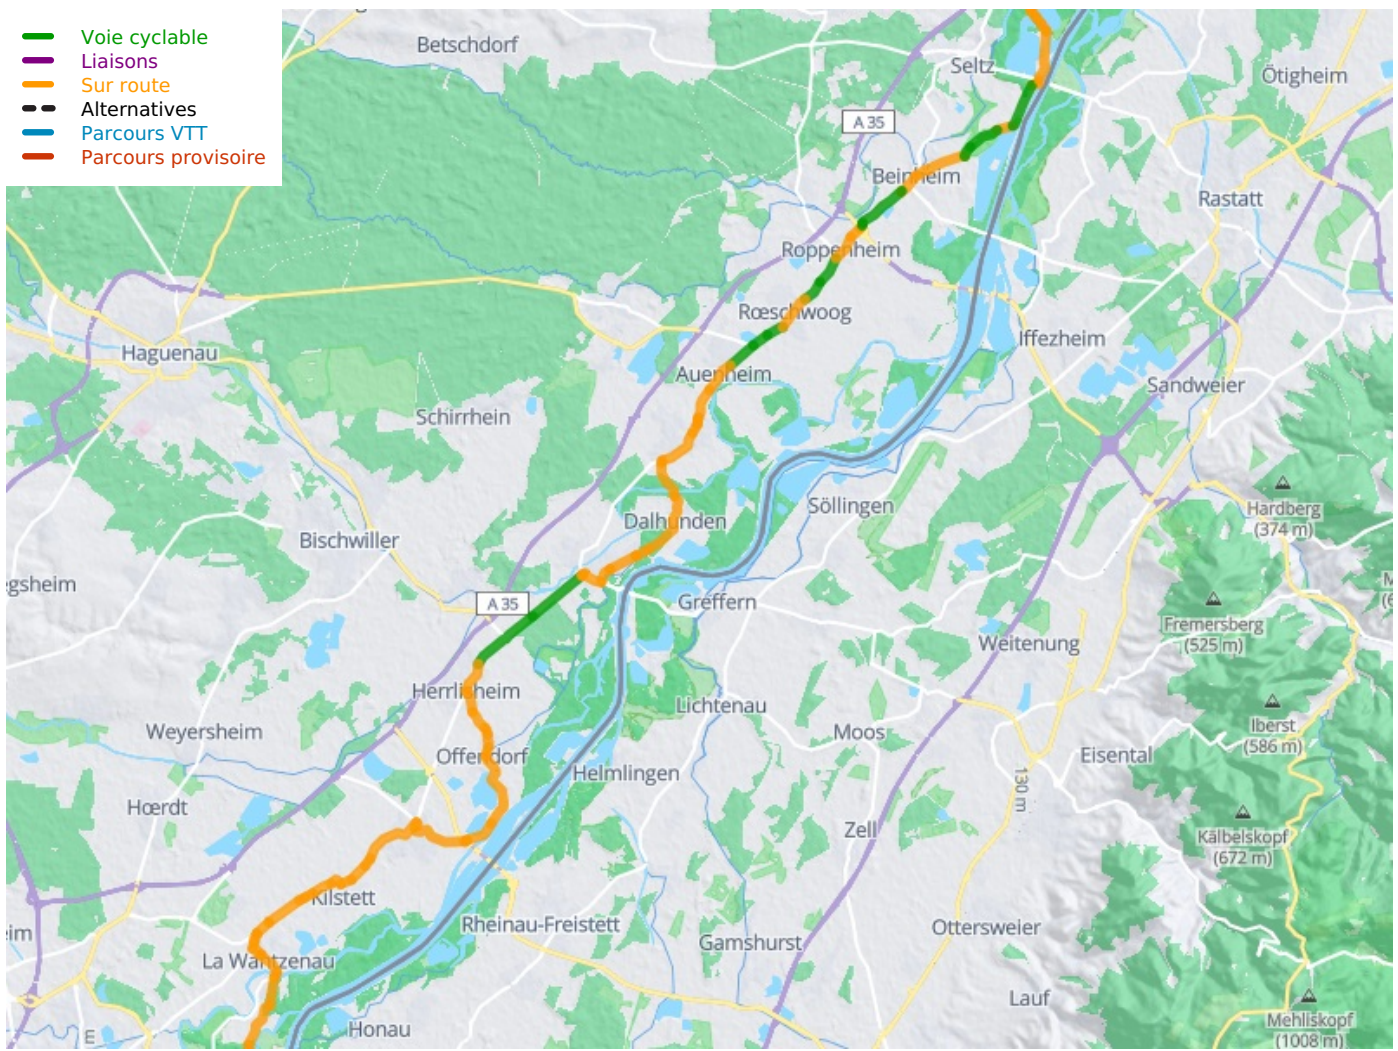 Voie cyclable
Liaisons
Sur route
Alternatives
Parcours VTT
Parcours provisoire
Betschdorf
Seltz
Ötigheim
A 35
Beinheim
Rastatt
Roppenheim
Rœschwoog
Iffezheim
Haguenau
Auenheim
Sandweier
Schirrhein
Hardberg
(374 m)
Söllingen
Dalhunden
Bischwiller
egsheim
A 35
Greffern
Fremersberg
(525 m)
Weitenung
Herrlisheim
Lichtenau
Iberst
(586 m)
Weyersheim
Moos
Offendorf
Eisental
Helmlingen
130 m
Hœrdt
Zell
Kälbelskopf
(672 m)
Kilstett
Rheinau-Freistett
Ottersweier
eim
Gamshurst
La Wantzenau
Lauf
Honau
Mehliskopf
(1008 m)